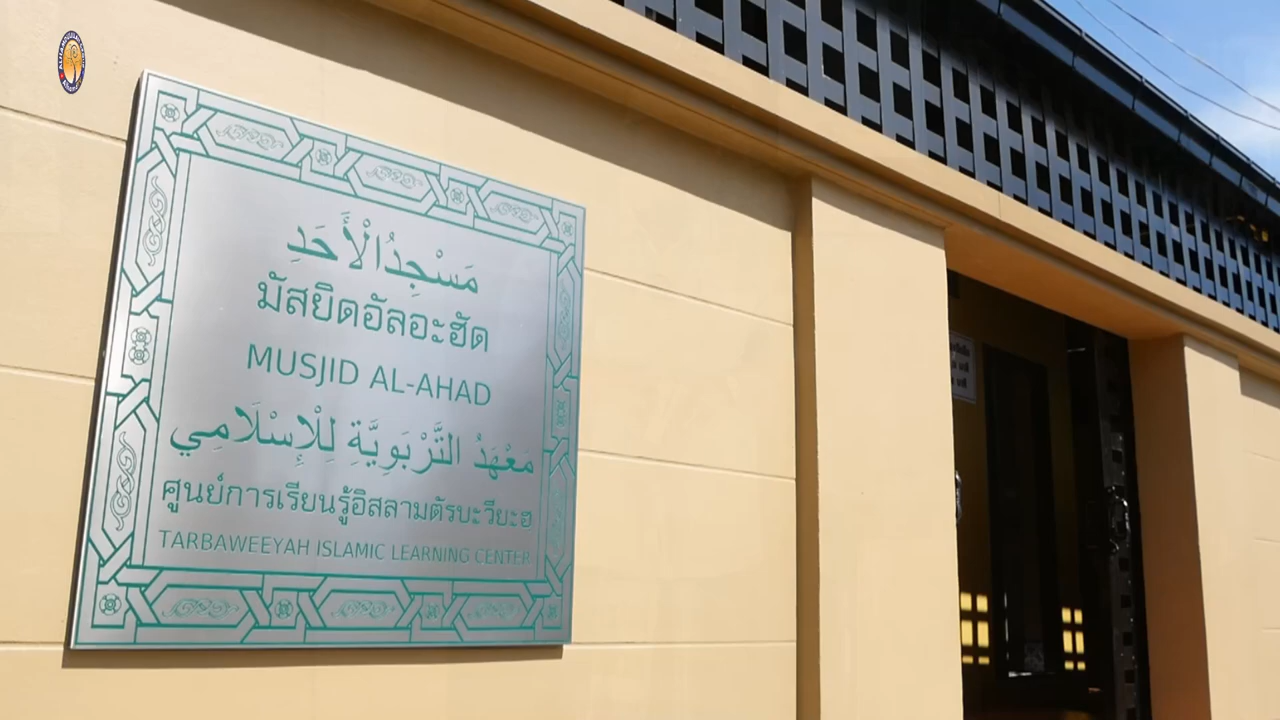 مَسْجِدُ الْأَحَدِ
มัสยิดอัลอะฮัด
MUSJID AL-AHAD
مَعْهَدُ التَّرْبَوِيَّةِ لِلْإِسْلَامِي
ศูนย์การเรียนรู้อิสลามตัรบะวียะฮ
TARBAWEEYAH ISLAMIC LEARNING CENTER